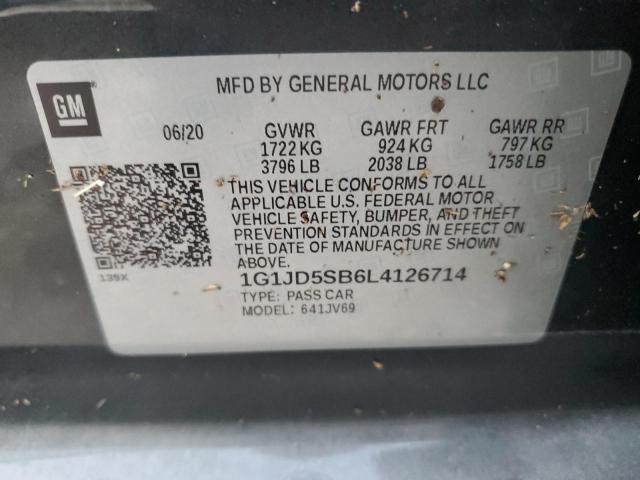 MFD BY GENERAL MOTORS LLC
GM
06/20 GVWR GAWR FRT GAWR RR
1722 KG 924 KG 797 KG
3796 LB 2038 LB 1758 LB
THIS VEHICLE CONFORMS TO ALL
APPLICABLE U.S. FEDERAL MOTOR
VEHICLE SAFETY, BUMPER, AND THEFT
PREVENTION STANDARDS IN EFFECT ON
THE DATE OF MANUFACTURE SHOWN
ABOVE.
139X
1G1JD5SB6L4126714
TYPE: PASS CAR
MODEL: 641JV69